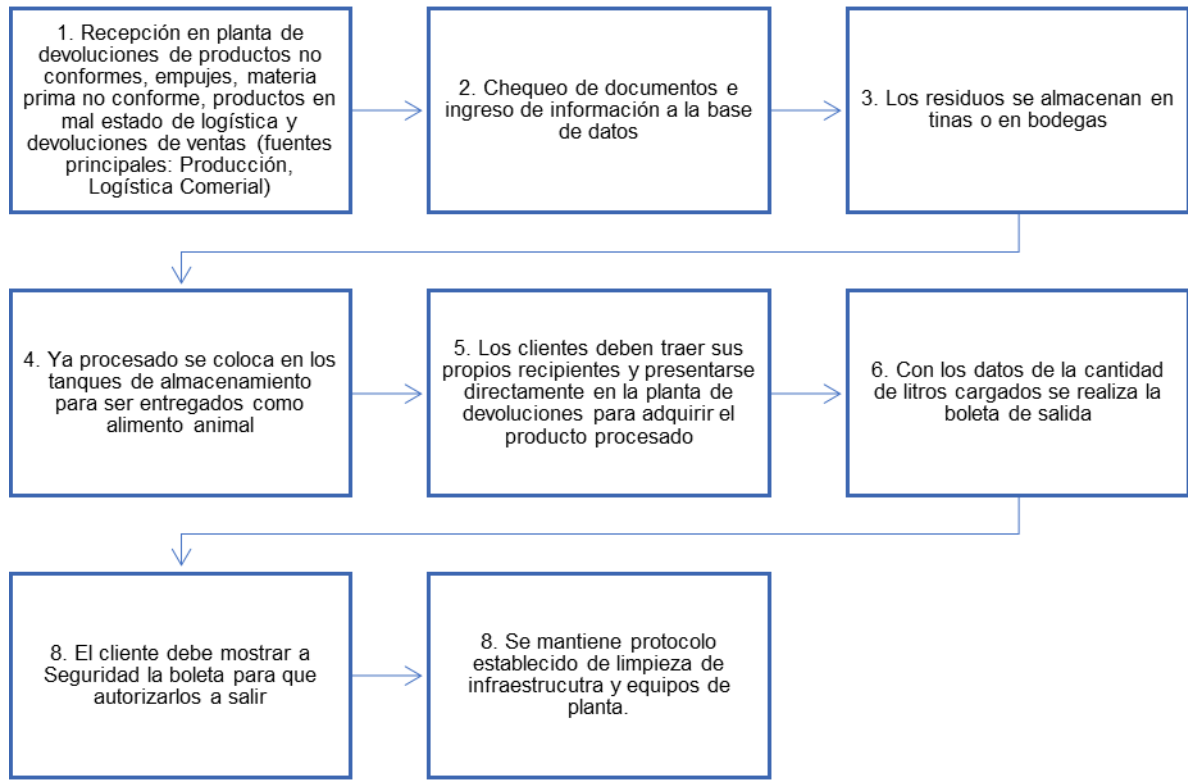 1. Recepción en planta de
devoluciones de productos no
conformes, empujes, materia
prima no conforme, productos en
mal estado de logística y
devoluciones de ventas (fuentes
principales: Producción,
Logística Comerial)
2. Chequeo de documentos e
ingreso de información a la base
de datos
3. Los residuos se almacenan en
tinas o en bodegas
4. Ya procesado se coloca en los
tanques de almacenamiento
para ser entregados como
alimento animal
5. Los clientes deben traer sus
propios recipientes y presentarse
directamente en la planta de
devoluciones para adquirir el
producto procesado
6. Con los datos de la cantidad
de litros cargados se realiza la
boleta de salida
8. El cliente debe mostrar a
Seguridad la boleta para que
autorizarlos a salir
8. Se mantiene protocolo
establecido de limpieza de
infraestrucutra y equipos de
planta.